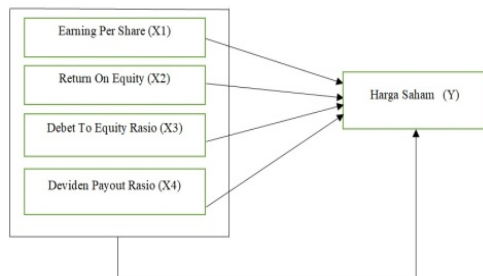 Earning Per Share (X1)
Return On Equity (X2)
Harga Saham (Y)
Debet To Equity Rasio (X3)
Deviden Payout Rasio (X4)